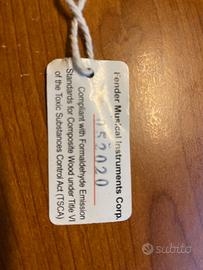 Fender Musical Instruments Corp.
052020
Compliant with Formaldehyde Emission
Standards for Composite Wood under Title VI
of the Toxic Substances Control Act (TSCA)
subito